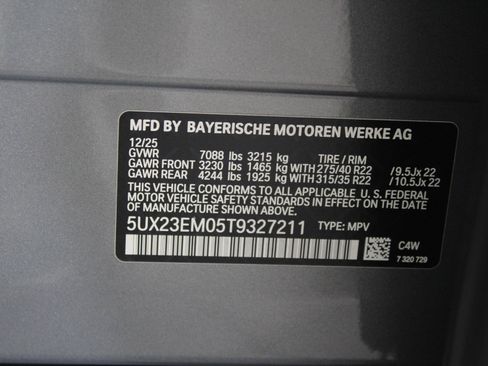 MFD BY BAYERISCHE MOTOREN WERKE AG
12/25
GVWR 7088 lbs 3215 kg TIRE / RIM
GAWR FRONT 3230 lbs 1465 kg WITH 275/40 R22 /9.5Jx 22
GAWR REAR 4244 lbs 1925 kg WITH 315/35 R22 /10.5Jx 22
THIS VEHICLE CONFORMS TO ALL APPLICABLE U.S. FEDERAL
MOTOR VEHICLE SAFETY STANDARDS IN EFFECT ON THE
DATE OF MANUFACTURE SHOWN ABOVE.
5UX23EM05T9327211 TYPE: MPV
C4W
7 320 729